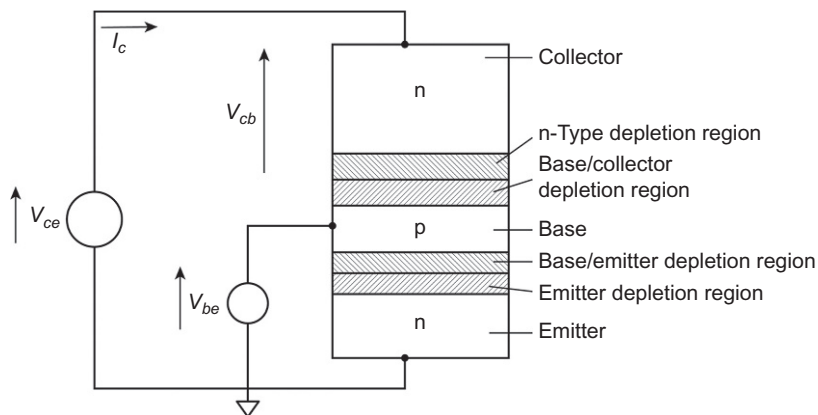 I_c
Collector
n
V_cb
n-Type depletion region
Base/collector
depletion region
V_ce
p
Base
Base/emitter depletion region
V_be
Emitter depletion region
n
Emitter